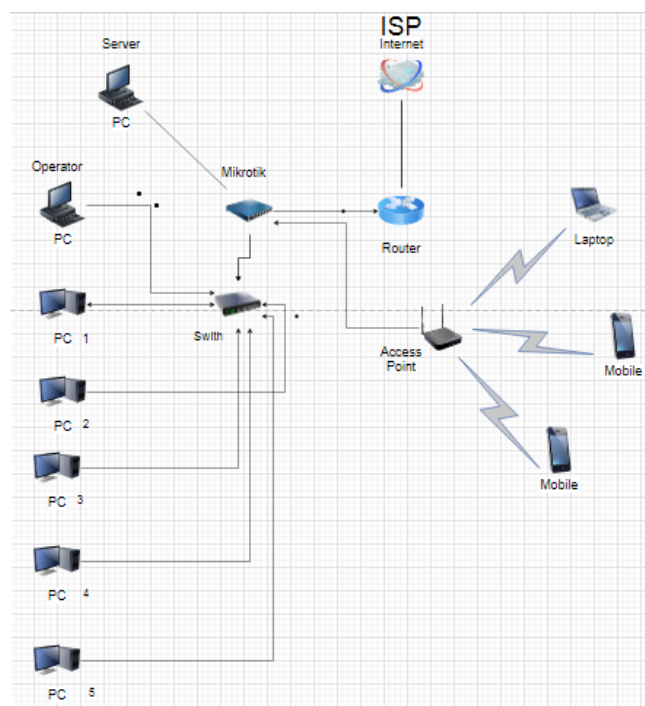 ISP
Internet
Server
PC
Operator
PC
Mikrotik
Router
Laptop
PC 1
Swith
Access
Point
Mobile
PC 2
Mobile
PC 3
PC 4
PC 5